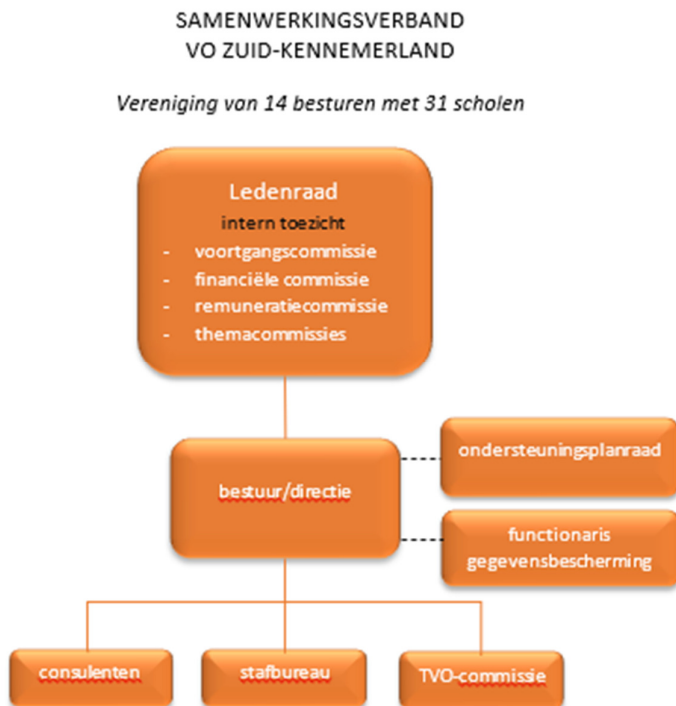 SAMENWERKINGSVERBAND
VO ZUID-KENNEMERLAND
Vereniging van 14 besturen met 31 scholen
Ledenraad
intern toezicht
- voortgangscommissie
- financiële commissie
- remuneratiecommissie
- themacommissies
bestuur/directie
ondersteuningsplanraad
functionaris
gegevensbescherming
consulenten
stafbureau
TVO-commissie